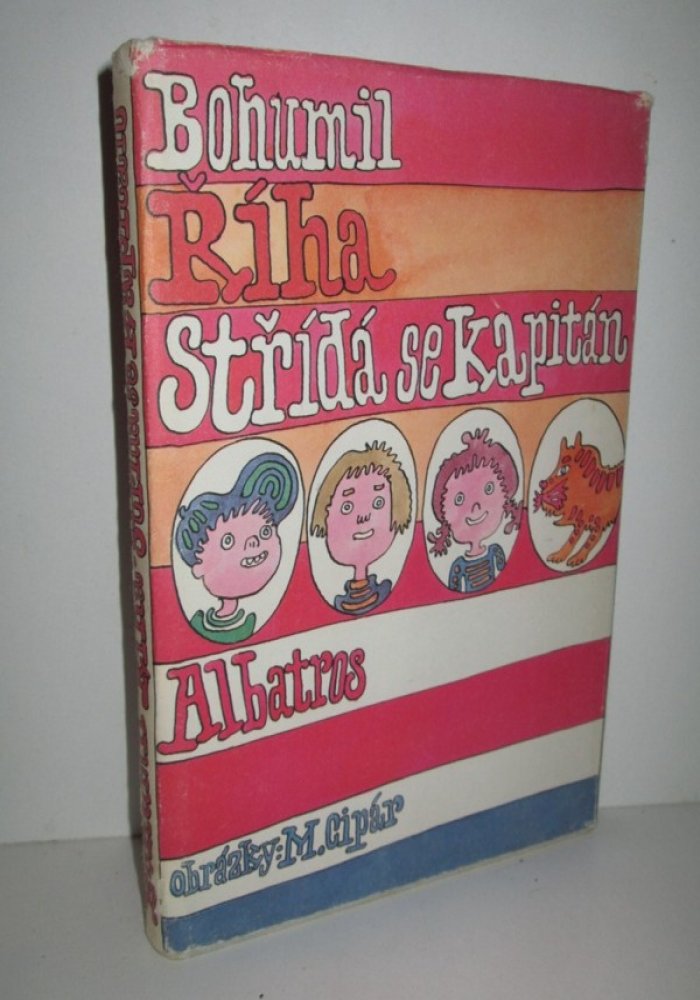 Bohumil
Říha
Střídá se kapitán
Albatros
obrázky: M. Cipár